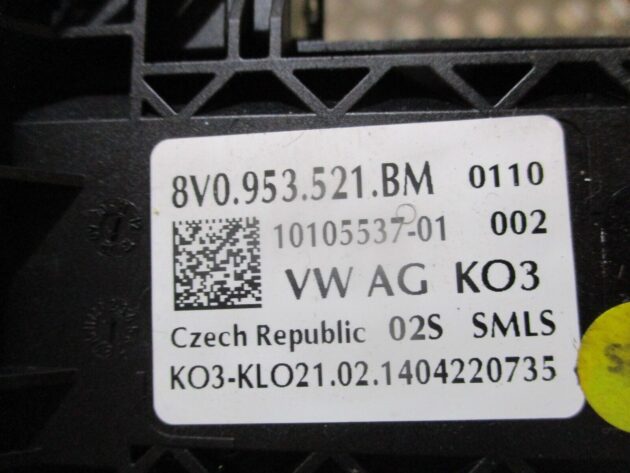 8V0.953.521.BM 0110
10105537-01 002
VW AG KO3
Czech Republic 02S SMLS
KO3-KLO21.02.1404220735